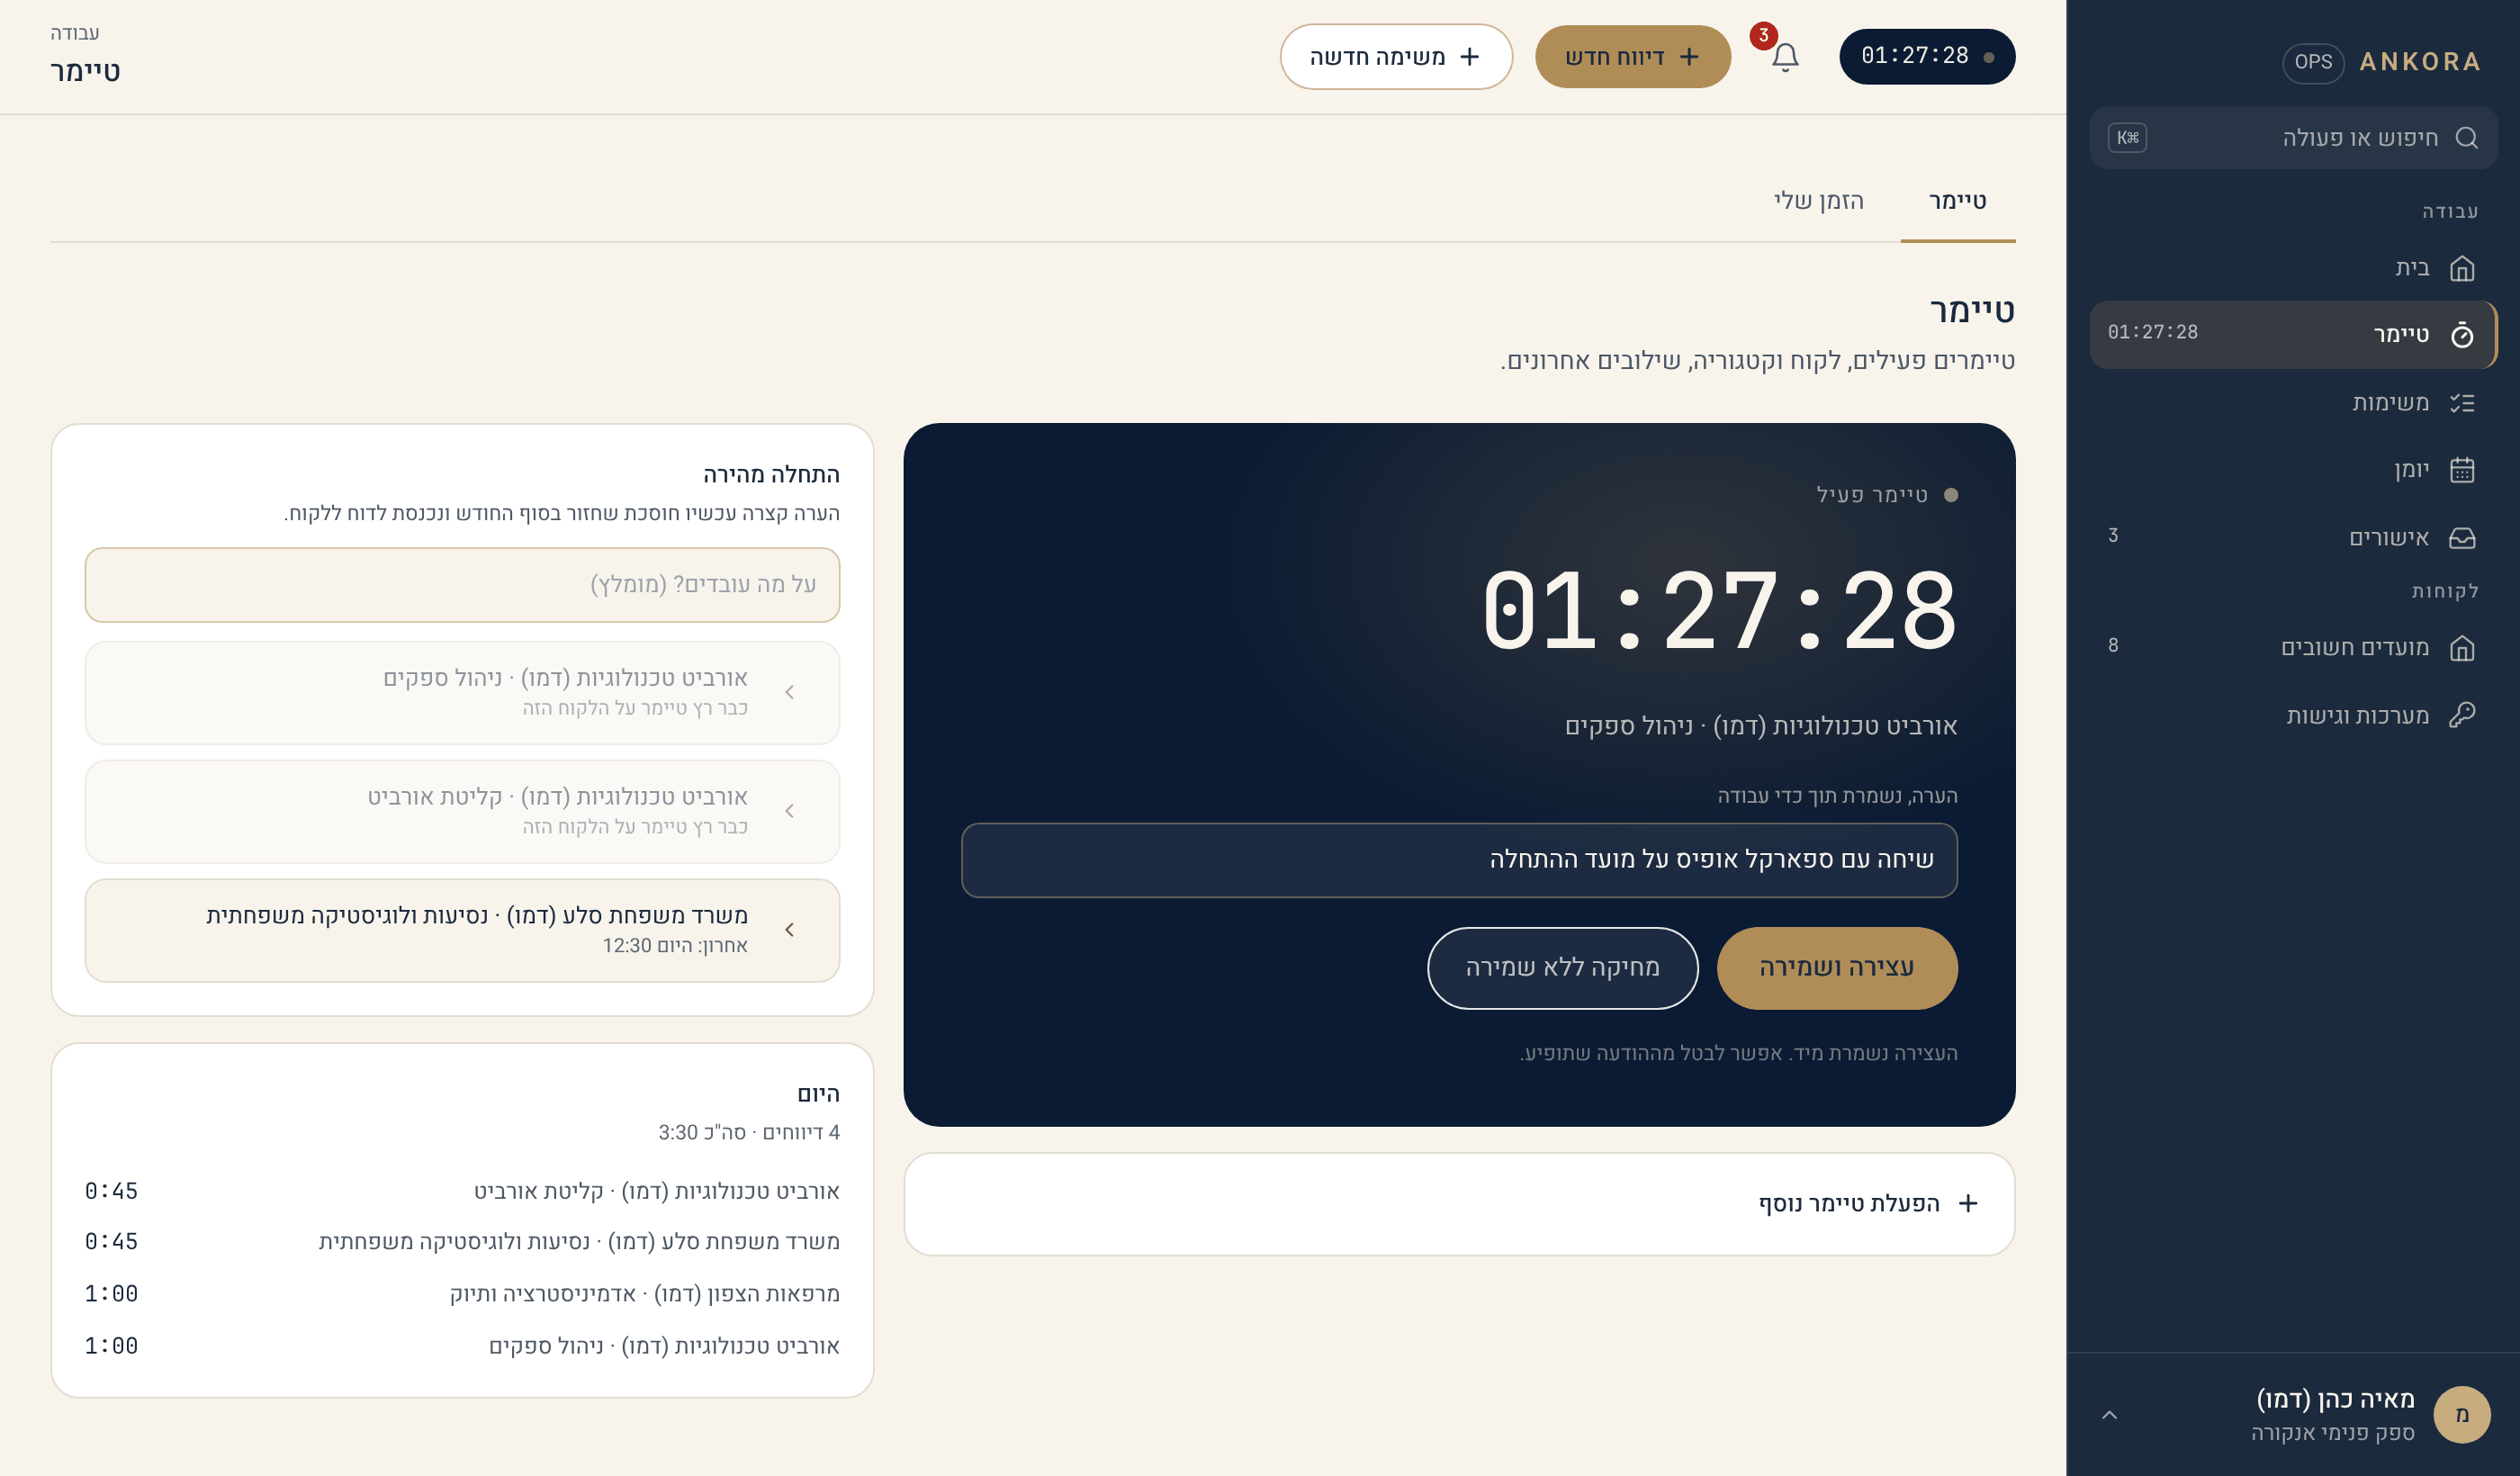 ANKORA OPS
חיפוש או פעולה ⌘K
עבודה
בית
טיימר 01:27:28
משימות
יומן
אישורים 3
לקוחות
מועדים חשובים 8
מערכות וגישות
מ
מאיה כהן (דמו)
ספק פנימי אנקורה
01:27:28
3
דיווח חדש
משימה חדשה
עבודה
טיימר
טיימר
הזמן שלי
טיימר
טיימרים פעילים, לקוח וקטגוריה, שילובים אחרונים.
טיימר פעיל
01:27:28
אורביט טכנולוגיות (דמו) · ניהול ספקים
הערה, נשמרת תוך כדי עבודה
שיחה עם ספארקל אופיס על מועד ההתחלה
עצירה ושמירה
מחיקה ללא שמירה
העצירה נשמרת מיד. אפשר לבטל מההודעה שתופיע.
הפעלת טיימר נוסף
התחלה מהירה
הערה קצרה עכשיו חוסכת שחזור בסוף החודש ונכנסת לדוח ללקוח.
על מה עובדים? (מומלץ)
אורביט טכנולוגיות (דמו) · ניהול ספקים
כבר רץ טיימר על הלקוח הזה
אורביט טכנולוגיות (דמו) · קליטת אורביט
כבר רץ טיימר על הלקוח הזה
משרד משפחת סלע (דמו) · נסיעות ולוגיסטיקה משפחתית
אחרון: היום 12:30
היום
4 דיווחים · סה"כ 3:30
אורביט טכנולוגיות (דמו) · קליטת אורביט 0:45
משרד משפחת סלע (דמו) · נסיעות ולוגיסטיקה משפחתית 0:45
מרפאות הצפון (דמו) · אדמיניסטרציה ותיוק 1:00
אורביט טכנולוגיות (דמו) · ניהול ספקים 1:00